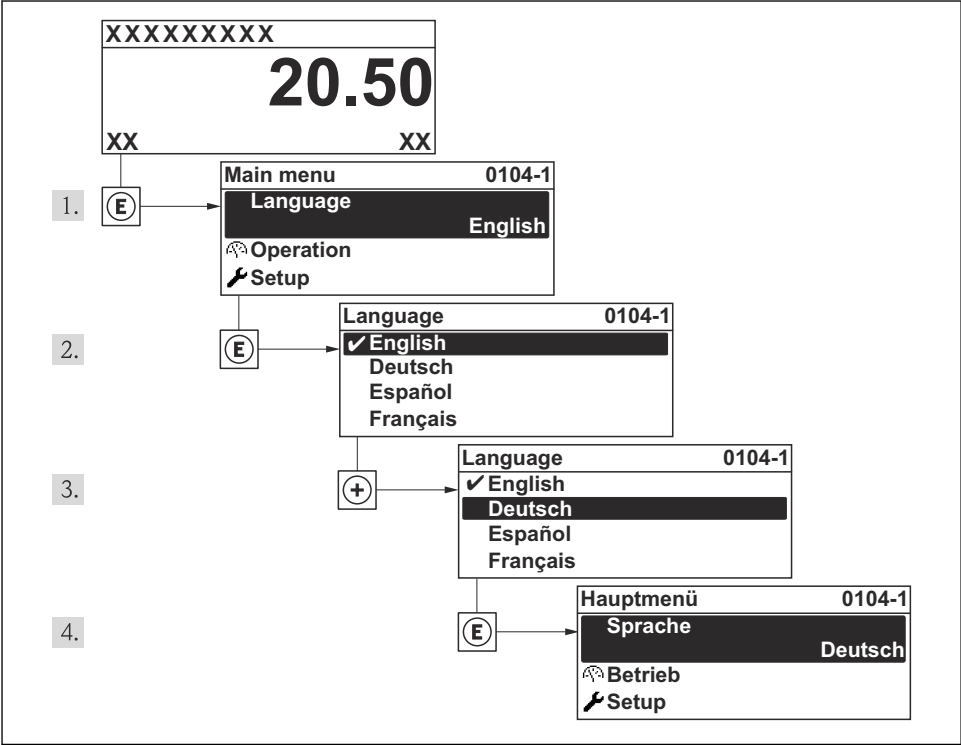 XXXXXXXXX
20.50
XX XX
Main menu 0104-1
1. E Language
English
Operation
Setup
Language 0104-1
2. E ✔ English
Deutsch
Español
Français
Language 0104-1
3. + ✔ English
Deutsch
Español
Français
Hauptmenü 0104-1
4. E Sprache
Deutsch
Betrieb
Setup